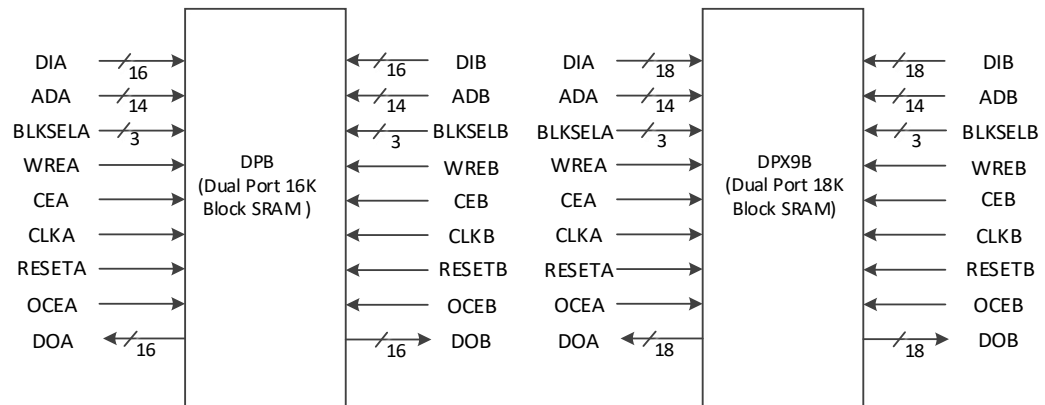 DIA 16 16 DIB DIA 18 18 DIB
ADA 14 14 ADB ADA 14 14 ADB
BLKSELA 3 3 BLKSELB BLKSELA 3 3 BLKSELB
WREA DPB WREB WREA DPX9B WREB
(Dual Port 16K (Dual Port 18K
CEA Block SRAM ) CEB CEA Block SRAM) CEB
CLKA CLKB CLKA CLKB
RESETA RESETB RESETA RESETB
OCEA OCEB OCEA OCEB
DOA 16 16 DOB DOA 18 18 DOB